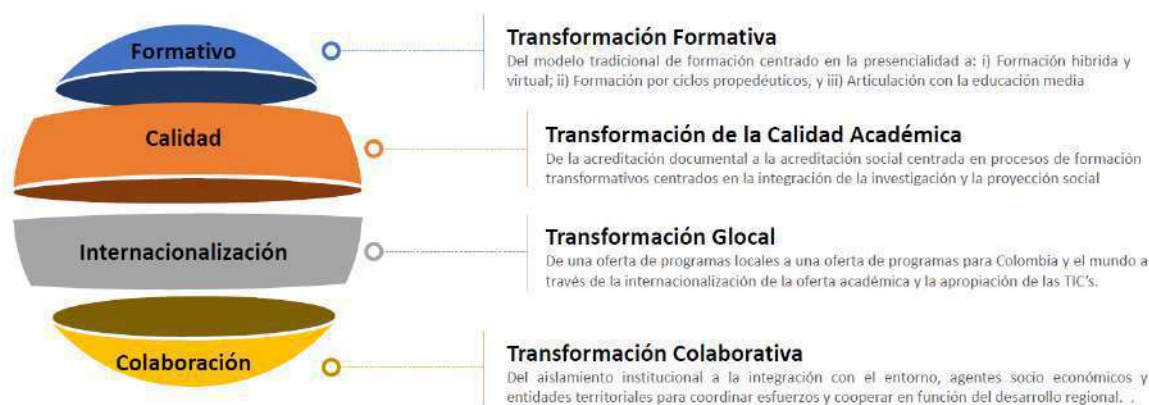 Formativo
Transformación Formativa
Del modelo tradicional de formación centrado en la presencialidad a: i) Formación hibrida y
virtual; ii) Formación por ciclos propedéuticos, y iii) Articulación con la educación media
Calidad
Transformación de la Calidad Académica
De la acreditación documental a la acreditación social centrada en procesos de formación
transformativos centrados en la integración de la investigación y la proyección social
Internacionalización
Transformación Glocal
De una oferta de programas locales a una oferta de programas para Colombia y el mundo a
través de la internacionalización de la oferta académica y la apropiación de las TIC's.
Colaboración
Transformación Colaborativa
Del aislamiento institucional a la integración con el entorno, agentes socio económicos y
entidades territoriales para coordinar esfuerzos y cooperar en función del desarrollo regional. .